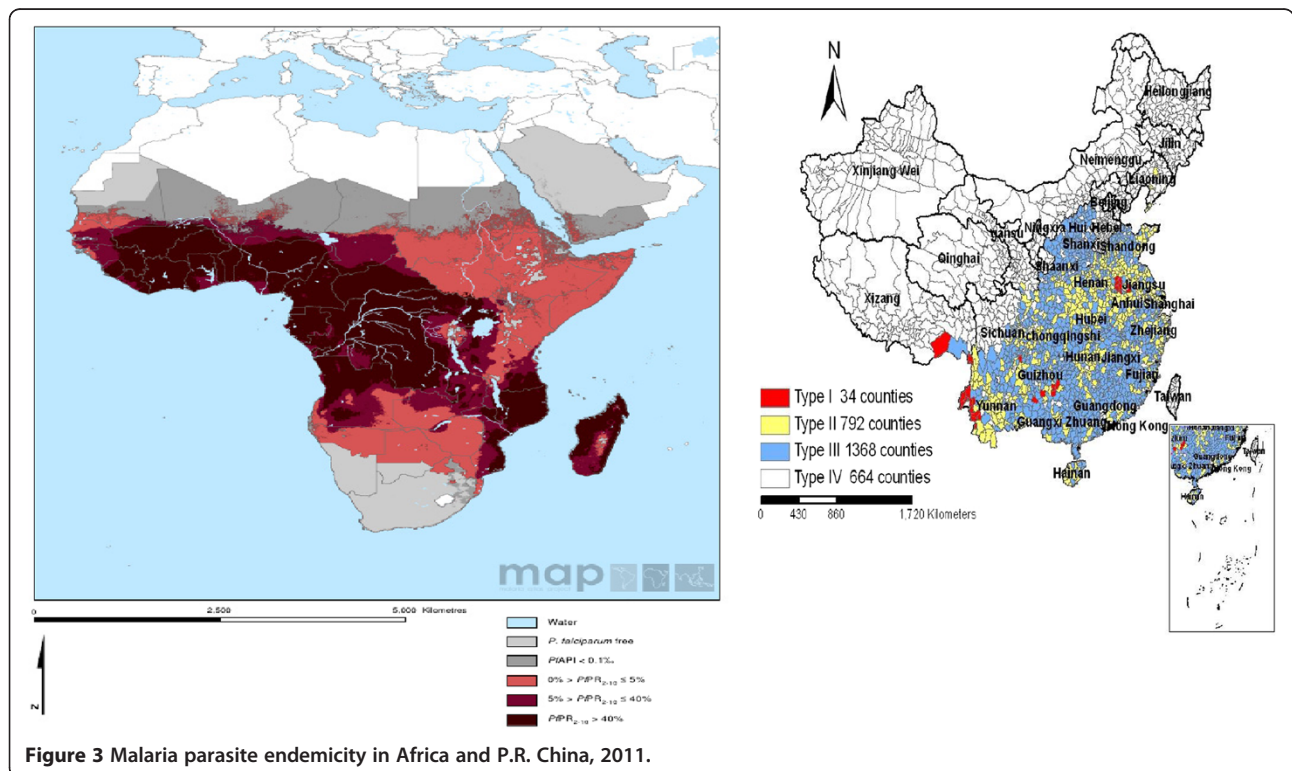 map
0 2,500 5,000 Kilometres
N
Water
P. falciparum free
PfAPI < 0.1‰
0% > PfPR2-10 ≤ 5%
5% > PfPR2-10 ≤ 40%
PfPR2-10 > 40%
N
Heilongjiang
Jilin
Neimenggu
Liaoning
Xinjiang Wei
Beijing
Ningxia Hui Hebei
Gansu
Shanxi Shandong
Qinghai
Shaanxi
Henan Jiangsu
Xizang
Anhui Shanghai
Hubei
Sichuan chongqingshi Zhejiang
Hunan Jiangxi
Guizhou
Fujian
Yunnan
Guangdong
Taiwan
Guangxi Zhuang Hong Kong
Hainan
Type I 34 counties
Type II 792 counties
Type III 1368 counties
Type IV 664 counties
0 430 860 1,720 Kilometers
Figure 3 Malaria parasite endemicity in Africa and P.R. China, 2011.